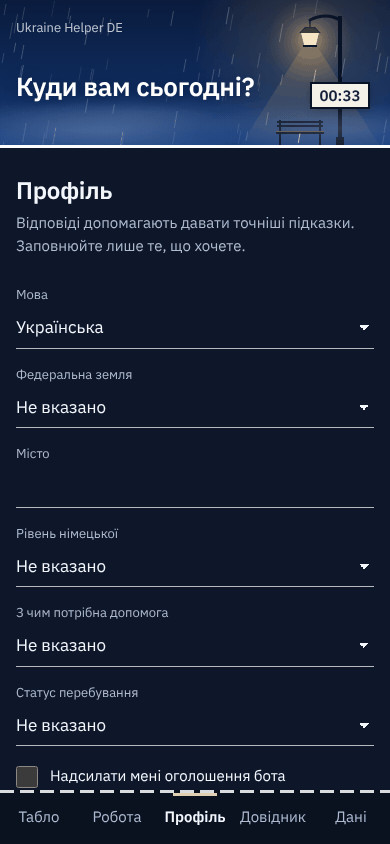 Ukraine Helper DE
Куди вам сьогодні?
00:33
Профіль
Відповіді допомагають давати точніші підказки.
Заповнюйте лише те, що хочете.
Мова
Українська
Федеральна земля
Не вказано
Місто
Рівень німецької
Не вказано
З чим потрібна допомога
Не вказано
Статус перебування
Не вказано
Надсилати мені оголошення бота
Табло Робота Профіль Довідник Дані